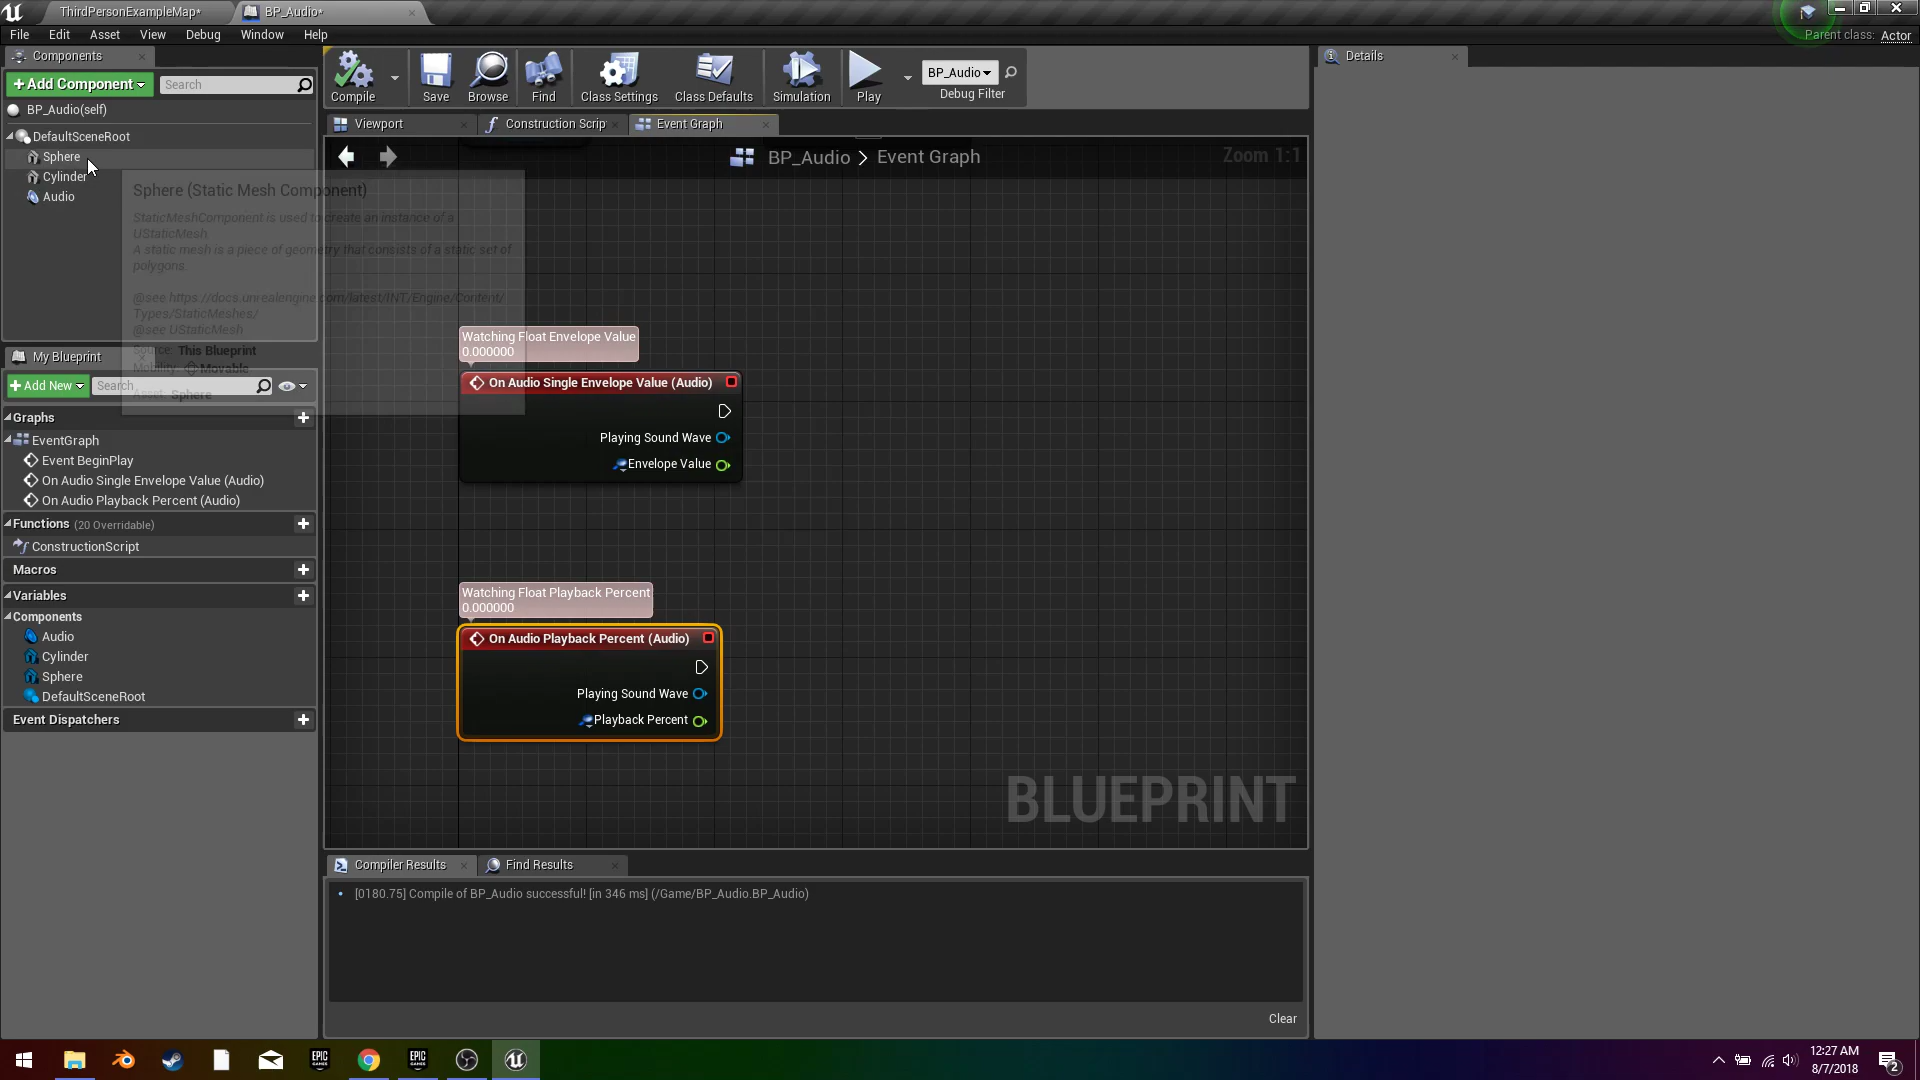 ThirdPersonExampleMap*
BP_Audio*
File Edit Asset View Debug Window Help
Parent class: Actor
Components
+Add Component
Search
BP_Audio(self)
DefaultSceneRoot
Sphere
Cylinder
Audio
Sphere (Static Mesh Component)
StaticMeshComponent is used to create an instance of a
UStaticMesh.
A static mesh is a piece of geometry that consists of a static set of
polygons.
@see https://docs.unrealengine.com/latest/INT/Engine/Content/
Types/StaticMeshes/
@see UStaticMesh
Source: This Blueprint
Mobility: Movable
Asset: Sphere
My Blueprint
+Add New
Search
Graphs
EventGraph
Event BeginPlay
On Audio Single Envelope Value (Audio)
On Audio Playback Percent (Audio)
Functions (20 Overridable)
ConstructionScript
Macros
Variables
Components
Audio
Cylinder
Sphere
DefaultSceneRoot
Event Dispatchers
Compile
Save
Browse
Find
Class Settings
Class Defaults
Simulation
Play
BP_Audio
Debug Filter
Viewport
Construction Scrip
Event Graph
BP_Audio > Event Graph
Zoom 1:1
Watching Float Envelope Value
0.000000
On Audio Single Envelope Value (Audio)
Playing Sound Wave
Envelope Value
Watching Float Playback Percent
0.000000
On Audio Playback Percent (Audio)
Playing Sound Wave
Playback Percent
BLUEPRINT
Compiler Results
Find Results
[0180.75] Compile of BP_Audio successful! [in 346 ms] (/Game/BP_Audio.BP_Audio)
Clear
Details
EPIC GAMES
EPIC GAMES
12:27 AM
8/7/2018
2